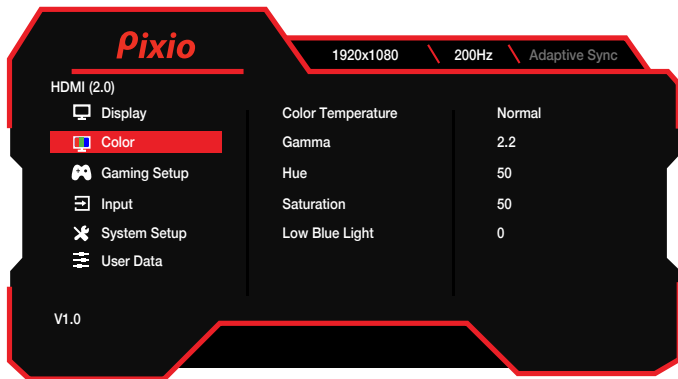 Pixio
1920x1080 200Hz Adaptive Sync
HDMI (2.0)
Display Color Temperature Normal
Color Gamma 2.2
Gaming Setup Hue 50
Input Saturation 50
System Setup Low Blue Light 0
User Data
V1.0